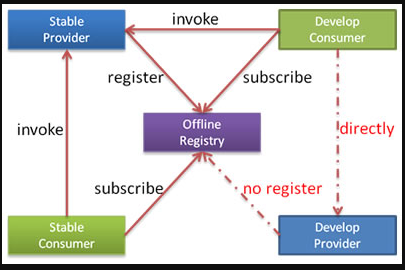 Stable
Provider
invoke
Develop
Consumer
register
subscribe
Offline
Registry
invoke
directly
subscribe
no register
Stable
Consumer
Develop
Provider